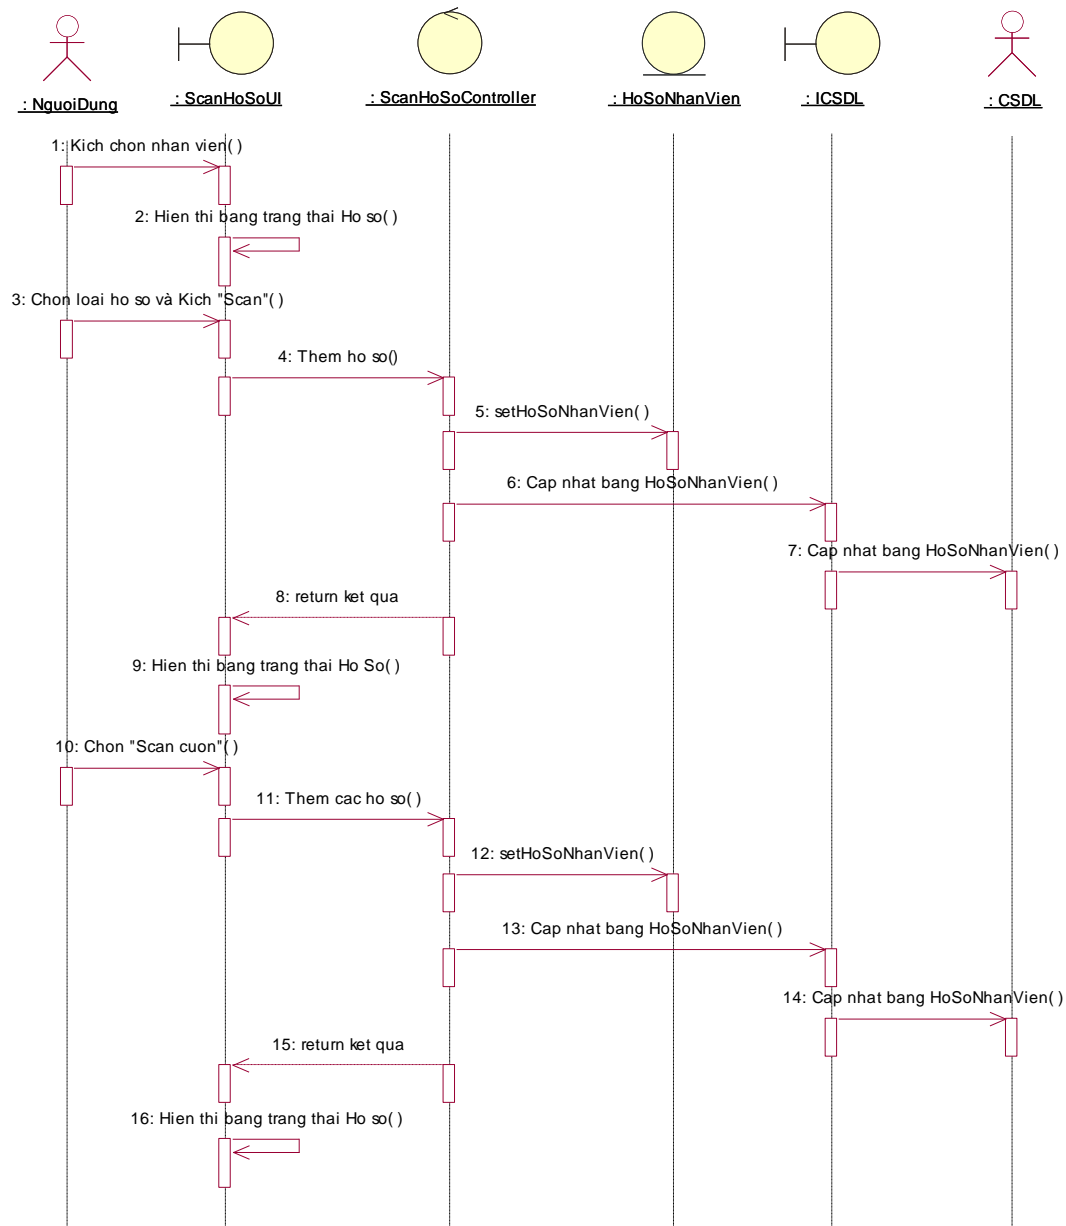 : NguoiDung
: ScanHoSoUI
: ScanHoSoController
: HoSoNhanVien
: ICSDL
: CSDL
1: Kich chon nhan vien( )
2: Hien thi bang trang thai Ho so( )
3: Chon loai ho so và Kich "Scan"( )
4: Them ho so()
5: setHoSoNhanVien( )
6: Cap nhat bang HoSoNhanVien( )
7: Cap nhat bang HoSoNhanVien( )
8: return ket qua
9: Hien thi bang trang thai Ho So( )
10: Chon "Scan cuon"( )
11: Them cac ho so( )
12: setHoSoNhanVien( )
13: Cap nhat bang HoSoNhanVien( )
14: Cap nhat bang HoSoNhanVien( )
15: return ket qua
16: Hien thi bang trang thai Ho so( )